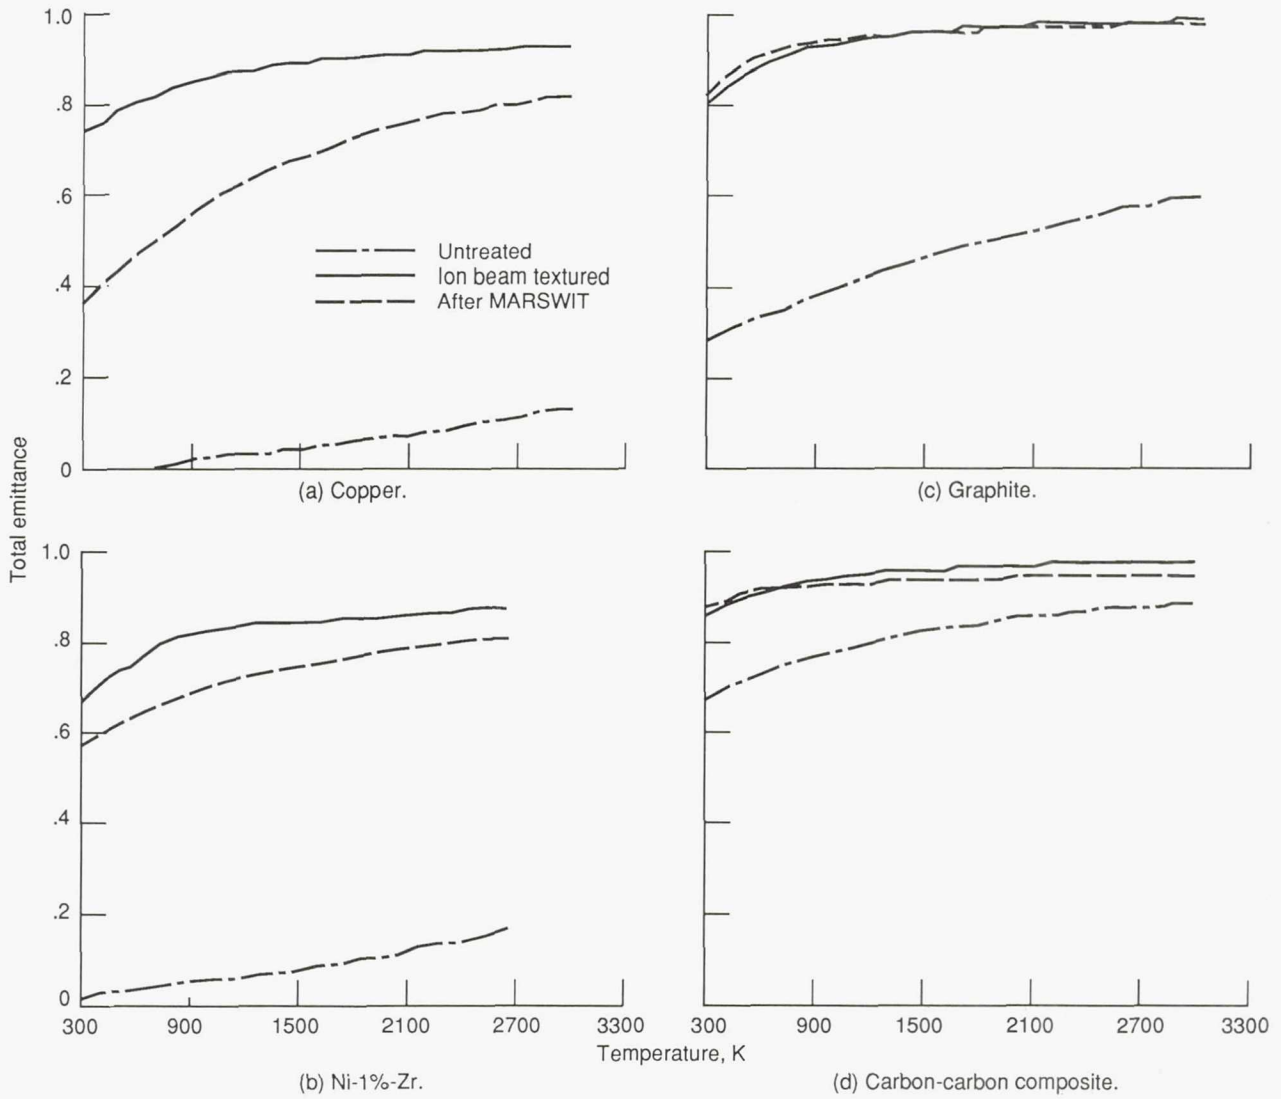 1.0
.8
.6
.4
.2
0
Untreated
Ion beam textured
After MARSWIT
(a) Copper.
(c) Graphite.
Total emittance
1.0
.8
.6
.4
.2
0
300 900 1500 2100 2700 3300
300 900 1500 2100 2700 3300
Temperature, K
(b) Ni-1%-Zr.
(d) Carbon-carbon composite.